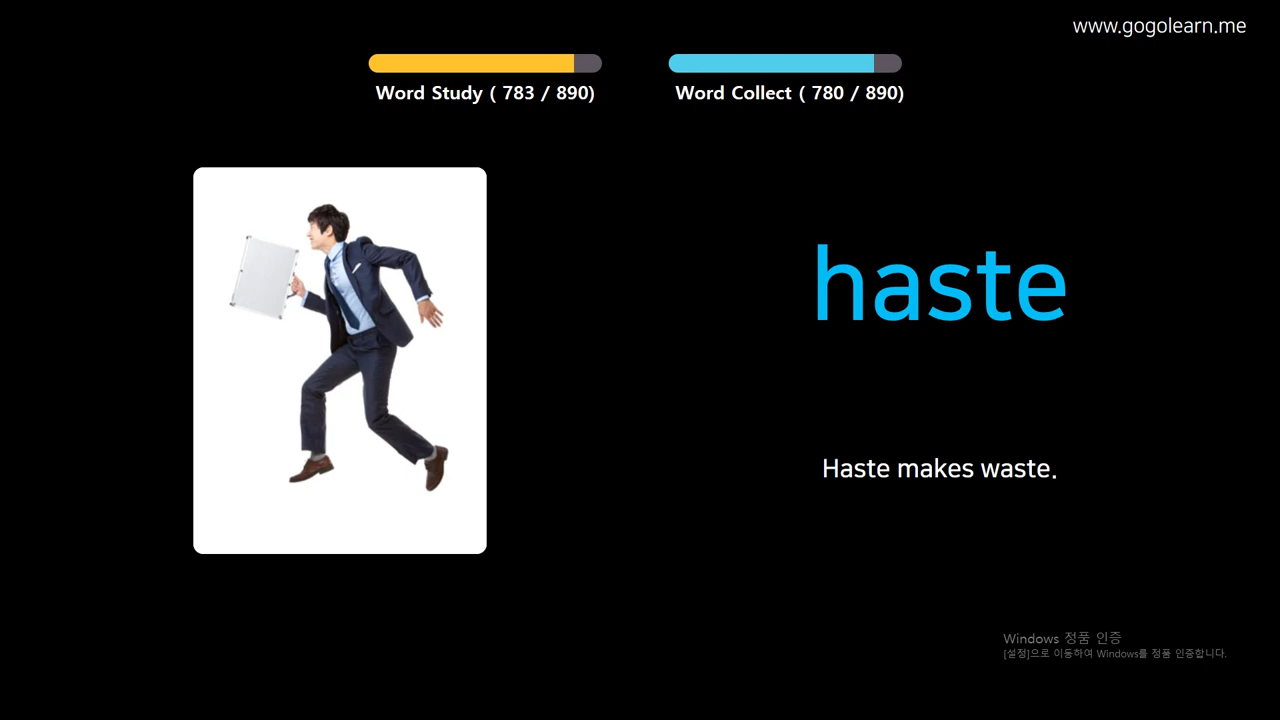 www.gogolearn.me
Word Study ( 783 / 890)
Word Collect ( 780 / 890)
haste
Haste makes waste.
Windows 정품 인증
[설정]으로 이동하여 Windows를 정품 인증합니다.